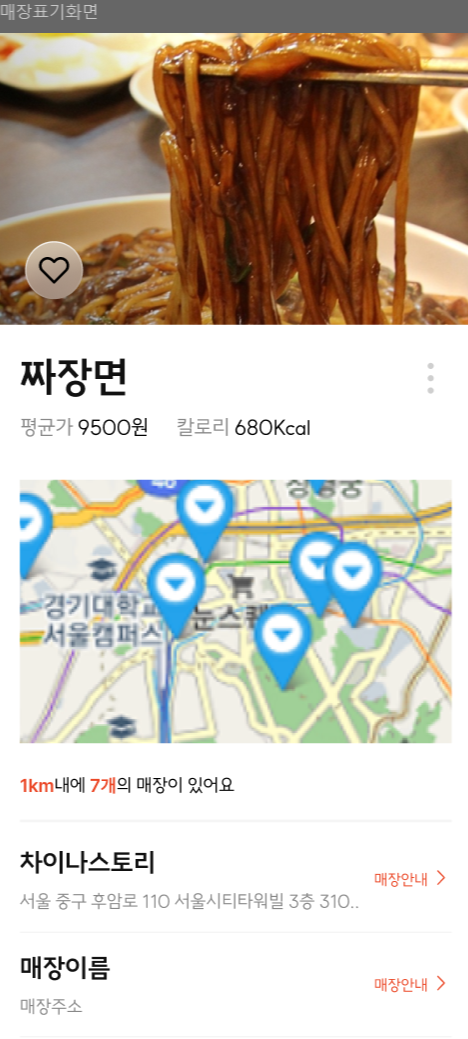 매장표기화면
짜장면
평균가 9500원 칼로리 680Kcal
경기대학교
서울캠퍼스
1km내에 7개의 매장이 있어요
차이나스토리
서울 중구 후암로 110 서울시티타워빌 3층 310..
매장안내
매장이름
매장안내
매장주소